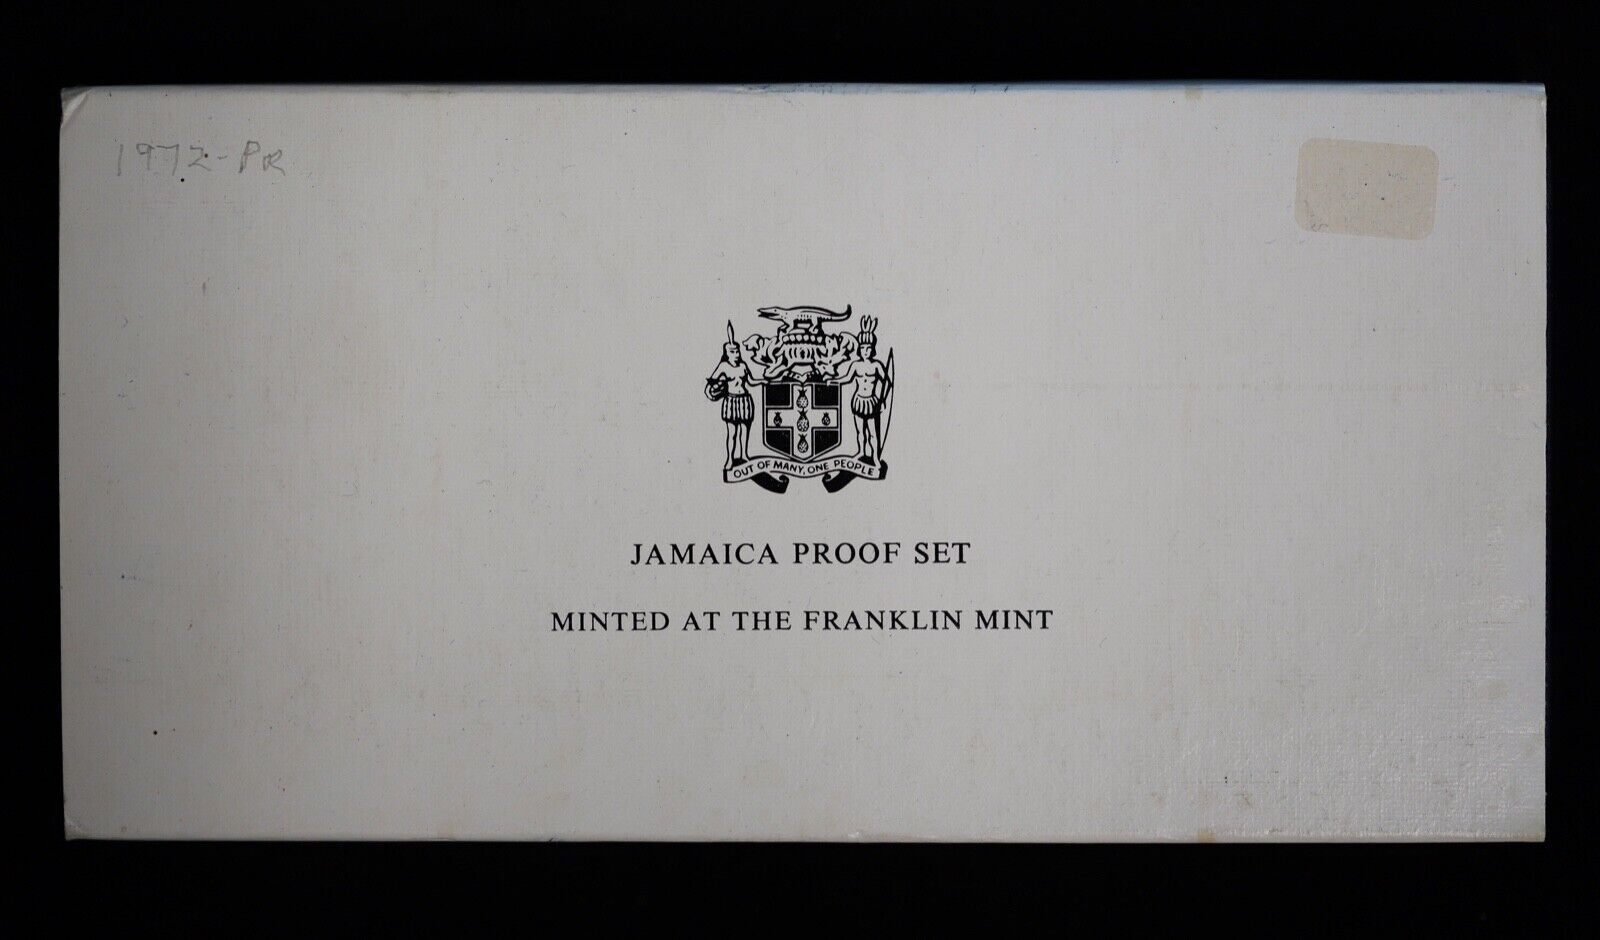 1972-PR
OUT OF MANY, ONE PEOPLE
JAMAICA PROOF SET
MINTED AT THE FRANKLIN MINT